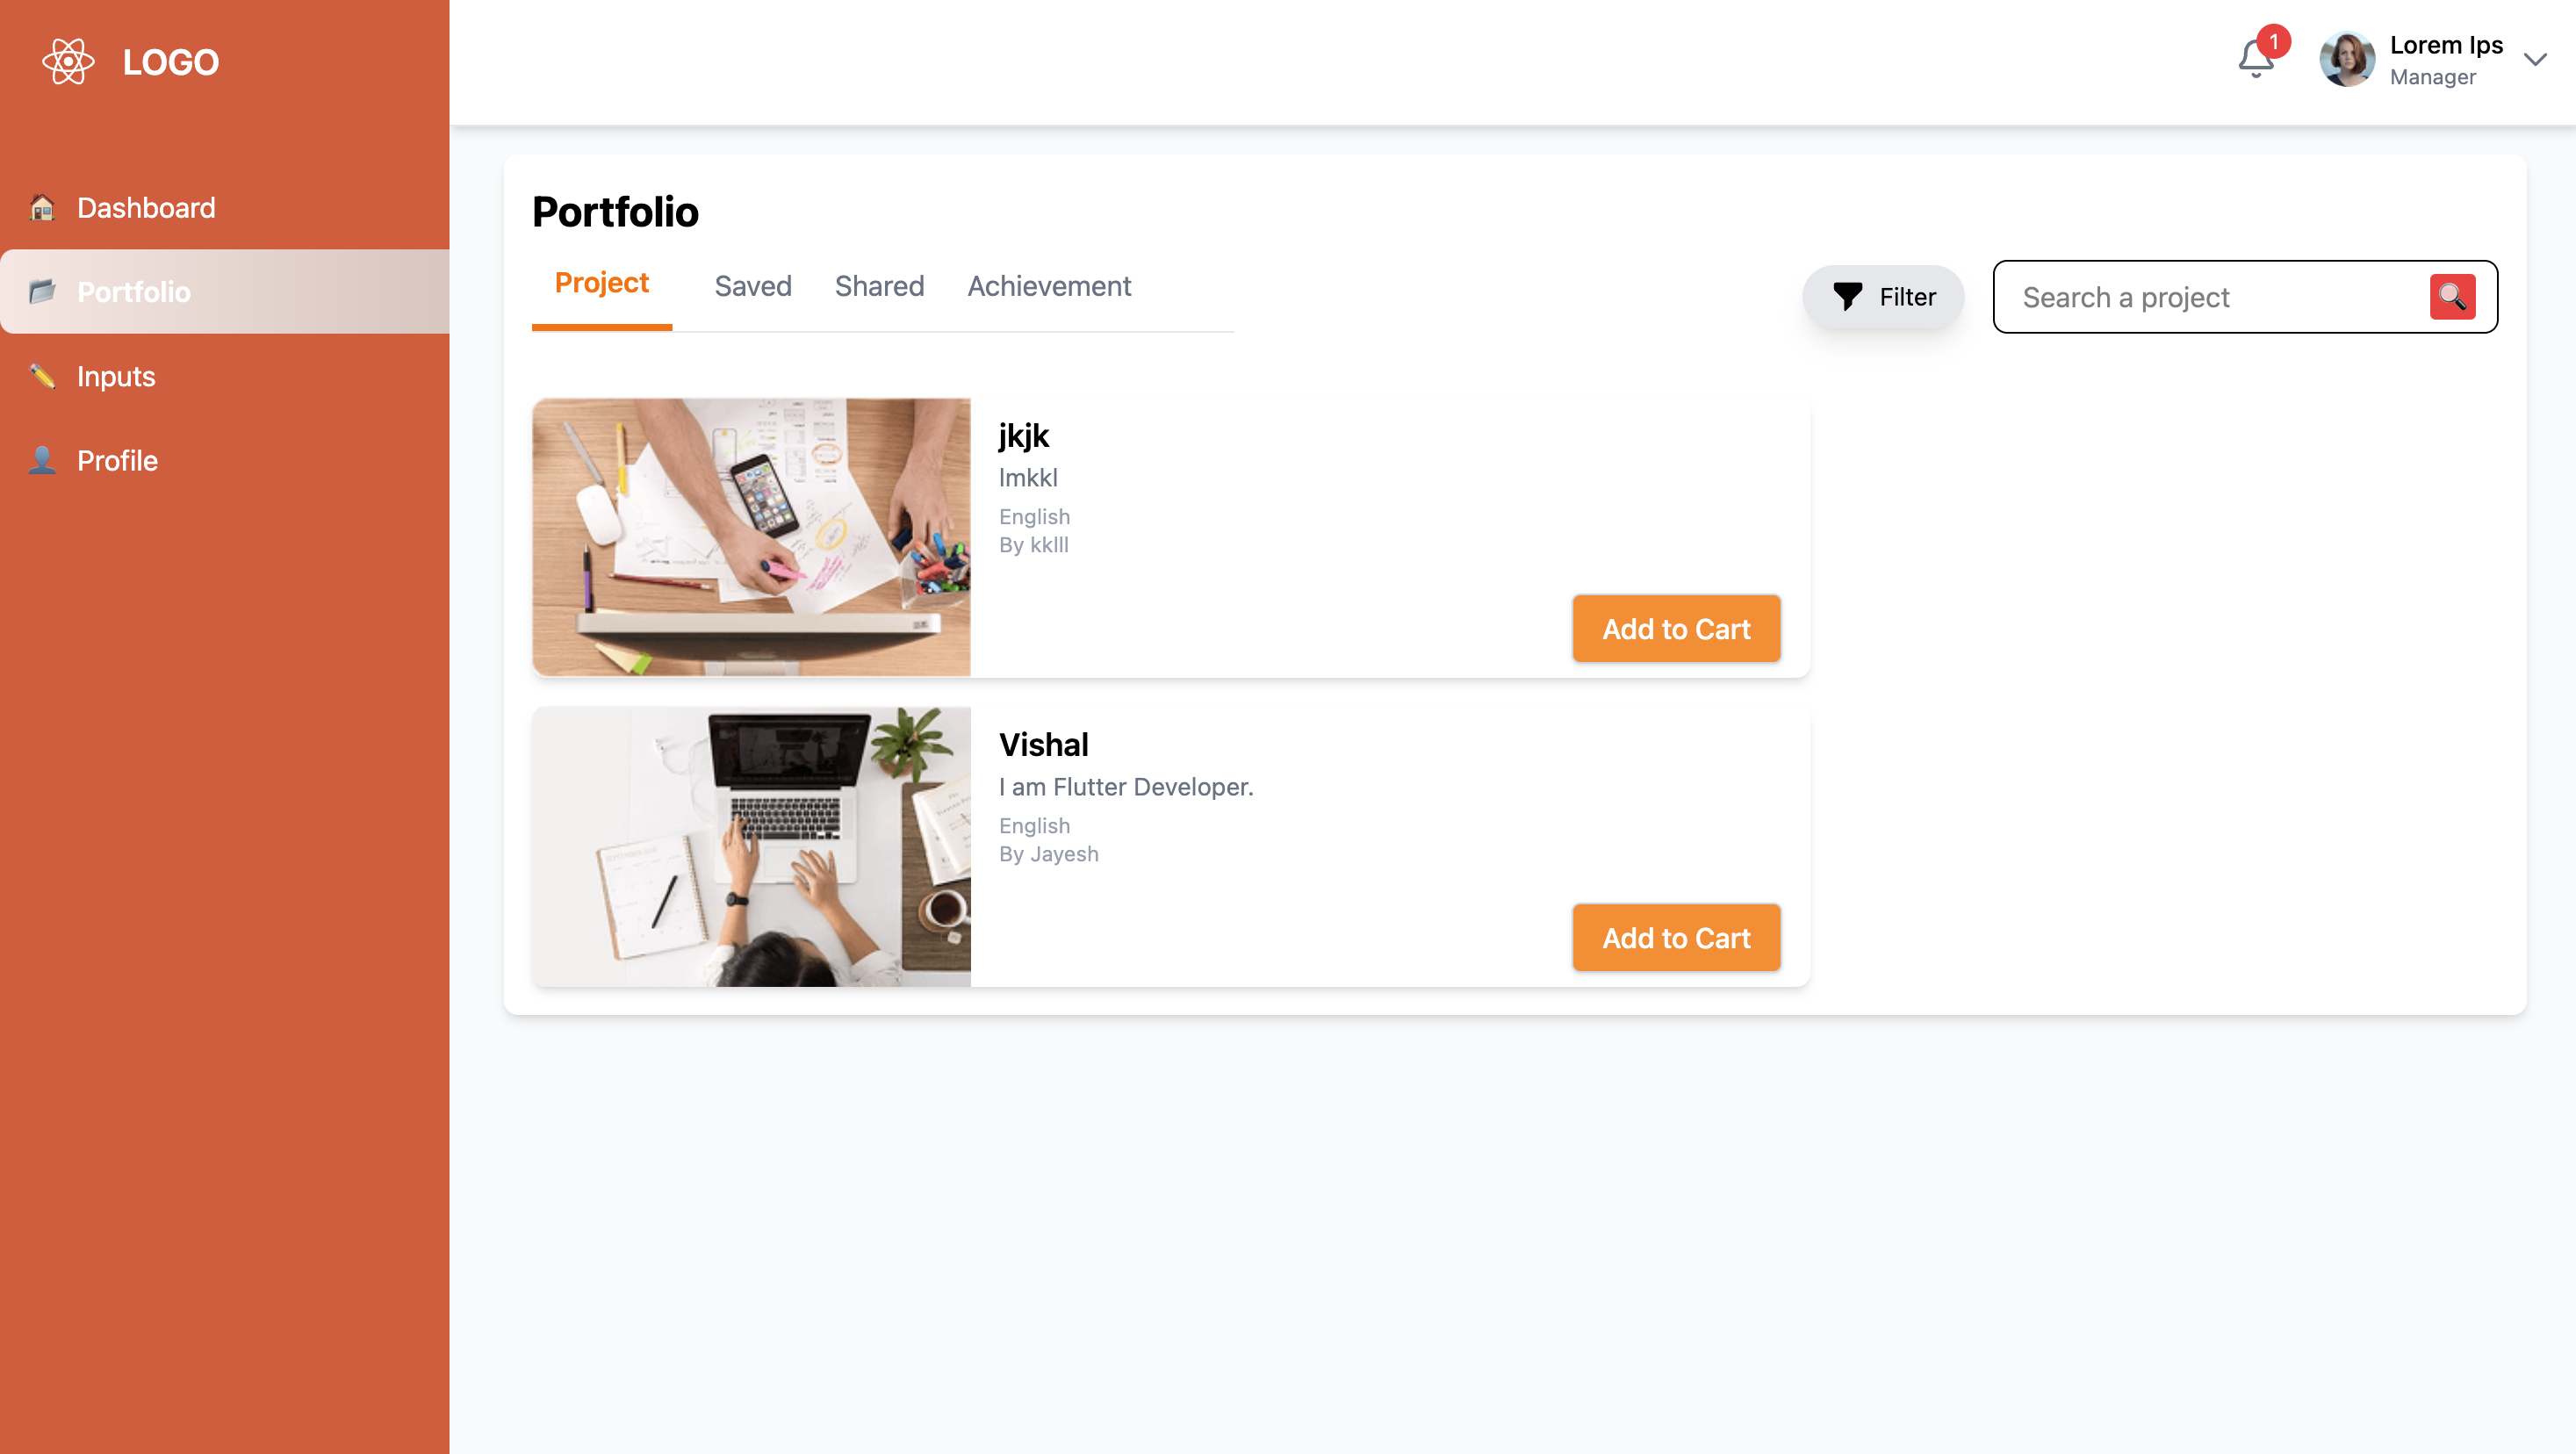 LOGO
1
Lorem Ips
Manager
Dashboard
Portfolio
Inputs
Profile
Portfolio
Project
Saved
Shared
Achievement
Filter
Search a project
jkjk
lmkkl
English
By kklll
Add to Cart
Vishal
I am Flutter Developer.
English
By Jayesh
Add to Cart